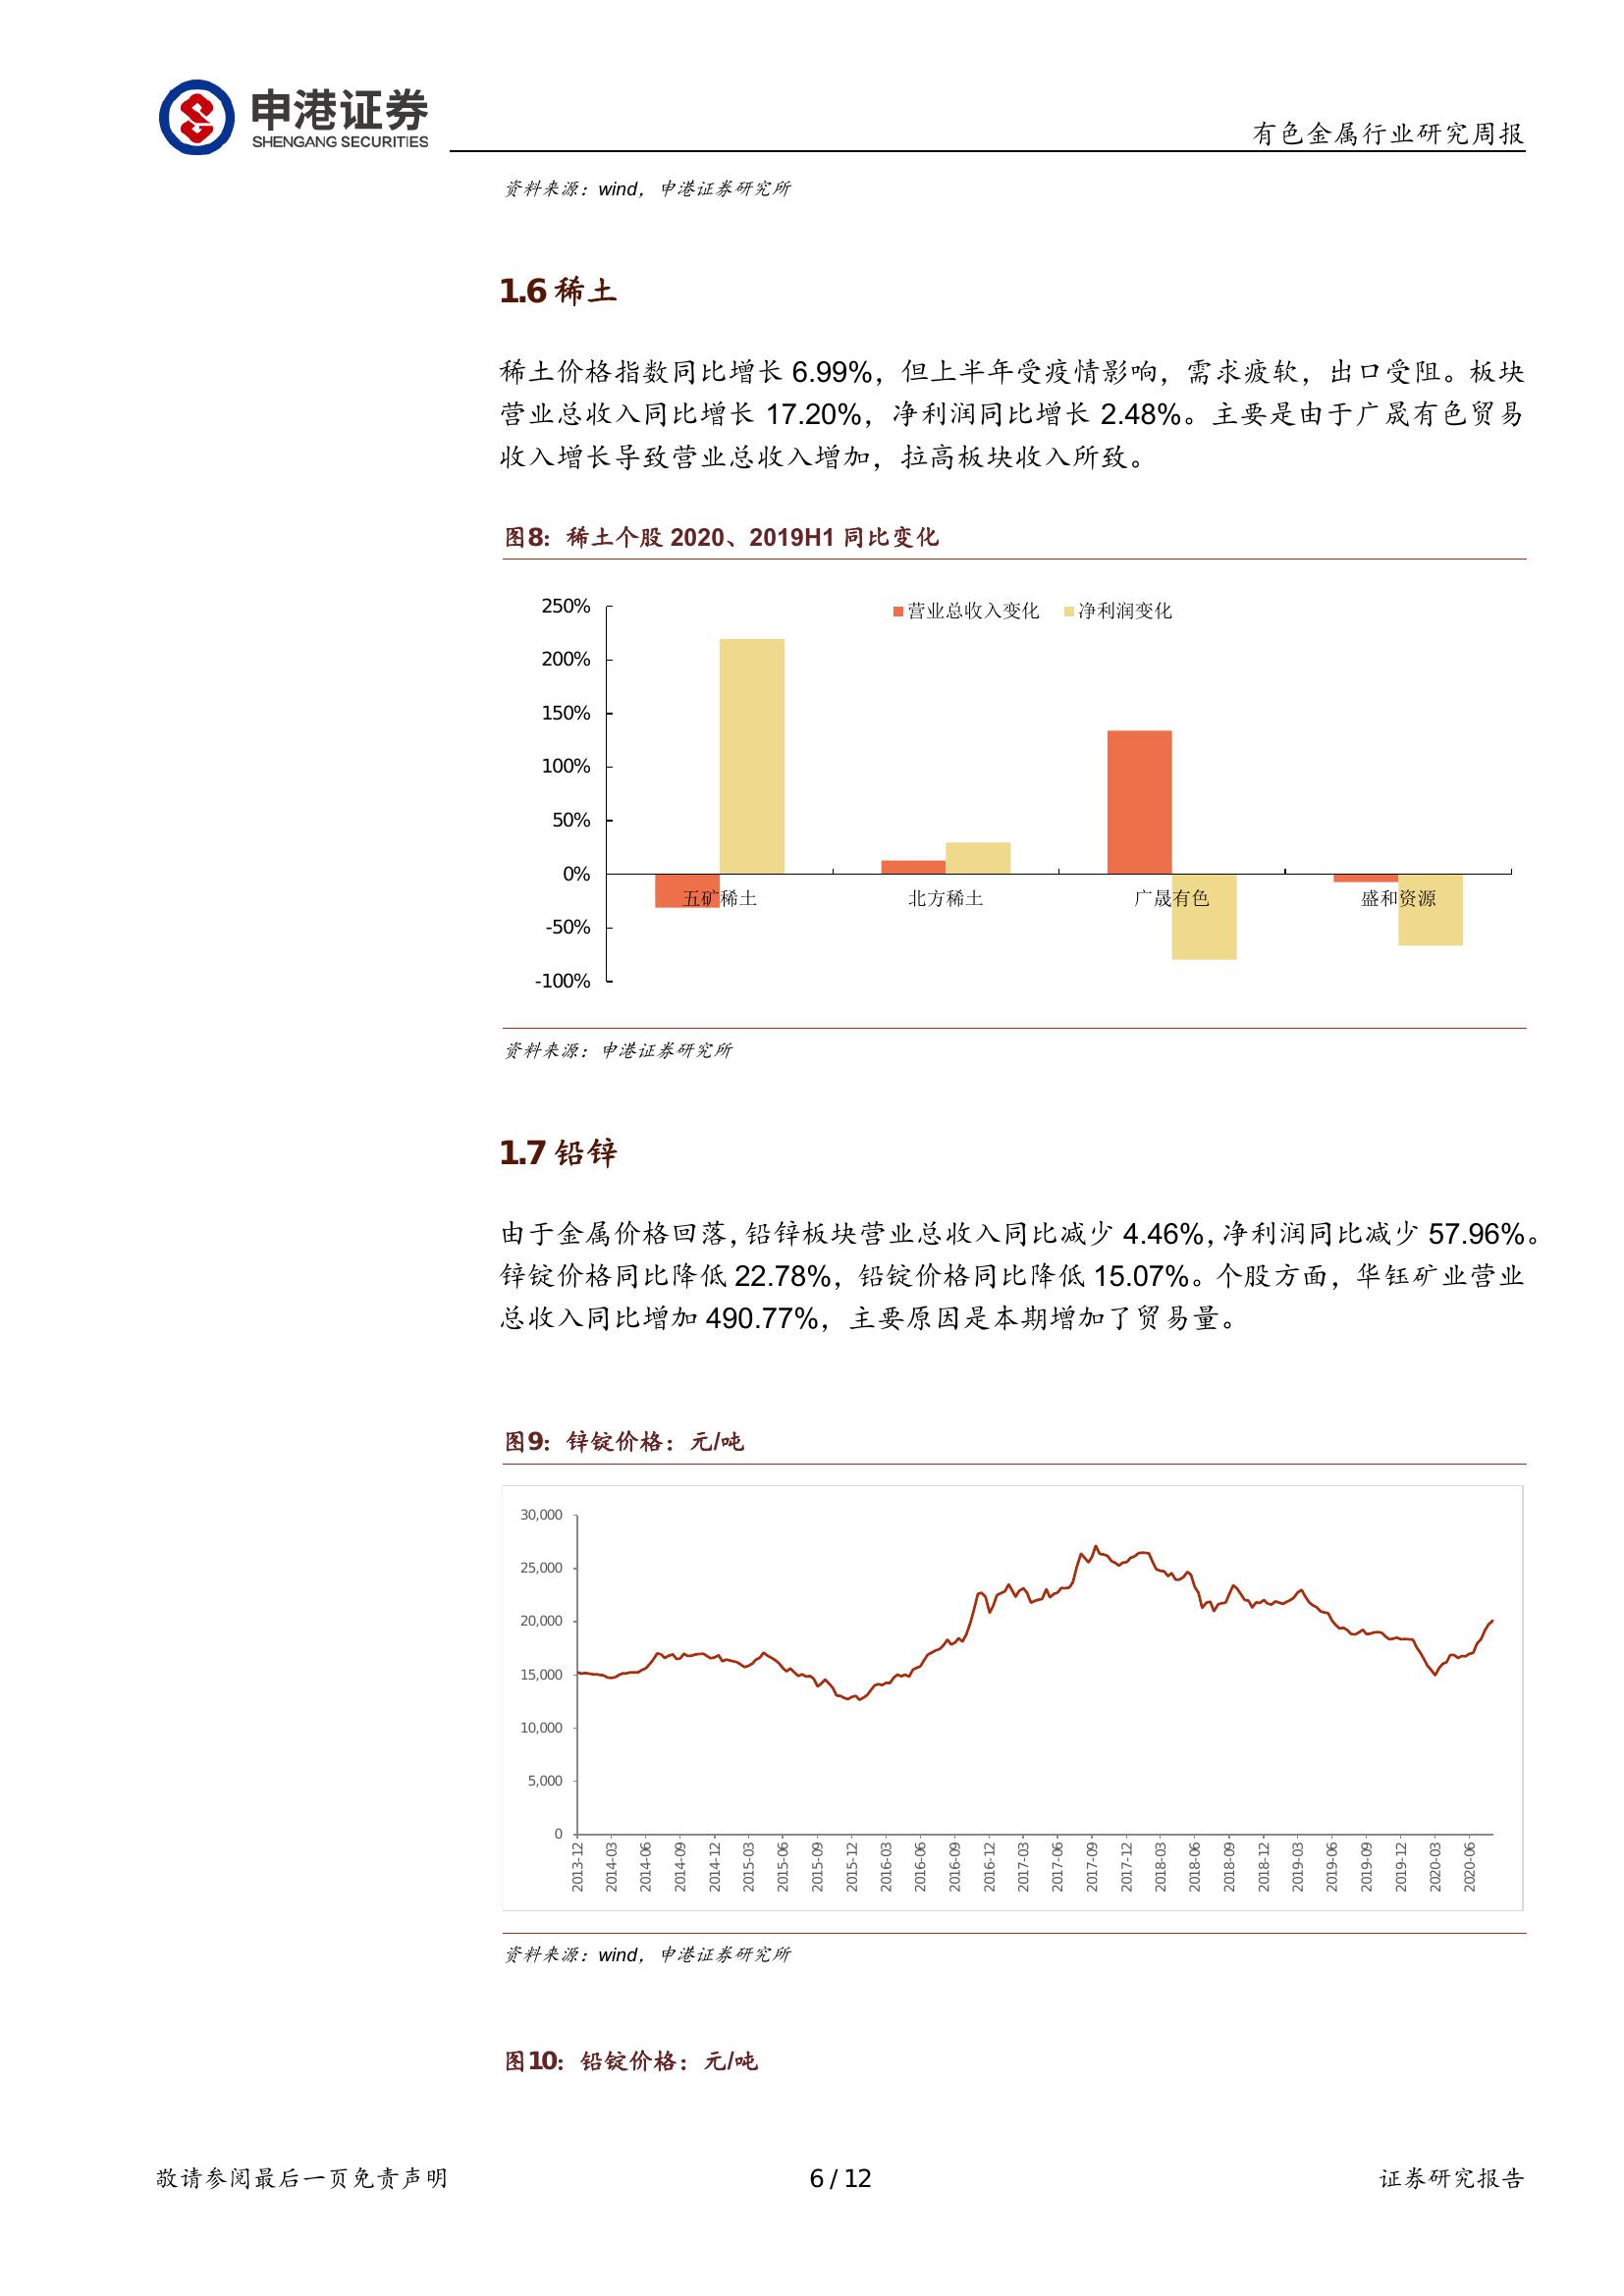 申港证券
SHENGANG SECURITIES
有色金属行业研究周报
资料来源：wind，申港证券研究所
1.6 稀土
稀土价格指数同比增长 6.99%，但上半年受疫情影响，需求疲软，出口受阻。板块
营业总收入同比增长 17.20%，净利润同比增长 2.48%。主要是由于广晟有色贸易
收入增长导致营业总收入增加，拉高板块收入所致。
图8：稀土个股 2020、2019H1 同比变化
营业总收入变化 净利润变化
250%
200%
150%
100%
50%
0%
-50%
-100%
五矿稀土 北方稀土 广晟有色 盛和资源
资料来源：申港证券研究所
1.7 铅锌
由于金属价格回落，铅锌板块营业总收入同比减少 4.46%，净利润同比减少 57.96%。
锌锭价格同比降低 22.78%，铅锭价格同比降低 15.07%。个股方面，华钰矿业营业
总收入同比增加 490.77%，主要原因是本期增加了贸易量。
图9：锌锭价格：元/吨
30,000
25,000
20,000
15,000
10,000
5,000
0
2013-12 2014-03 2014-06 2014-09 2014-12 2015-03 2015-06 2015-09 2015-12 2016-03 2016-06 2016-09 2016-12 2017-03 2017-06 2017-09 2017-12 2018-03 2018-06 2018-09 2018-12 2019-03 2019-06 2019-09 2019-12 2020-03 2020-06
资料来源：wind，申港证券研究所
图10：铅锭价格：元/吨
敬请参阅最后一页免责声明 6 / 12 证券研究报告